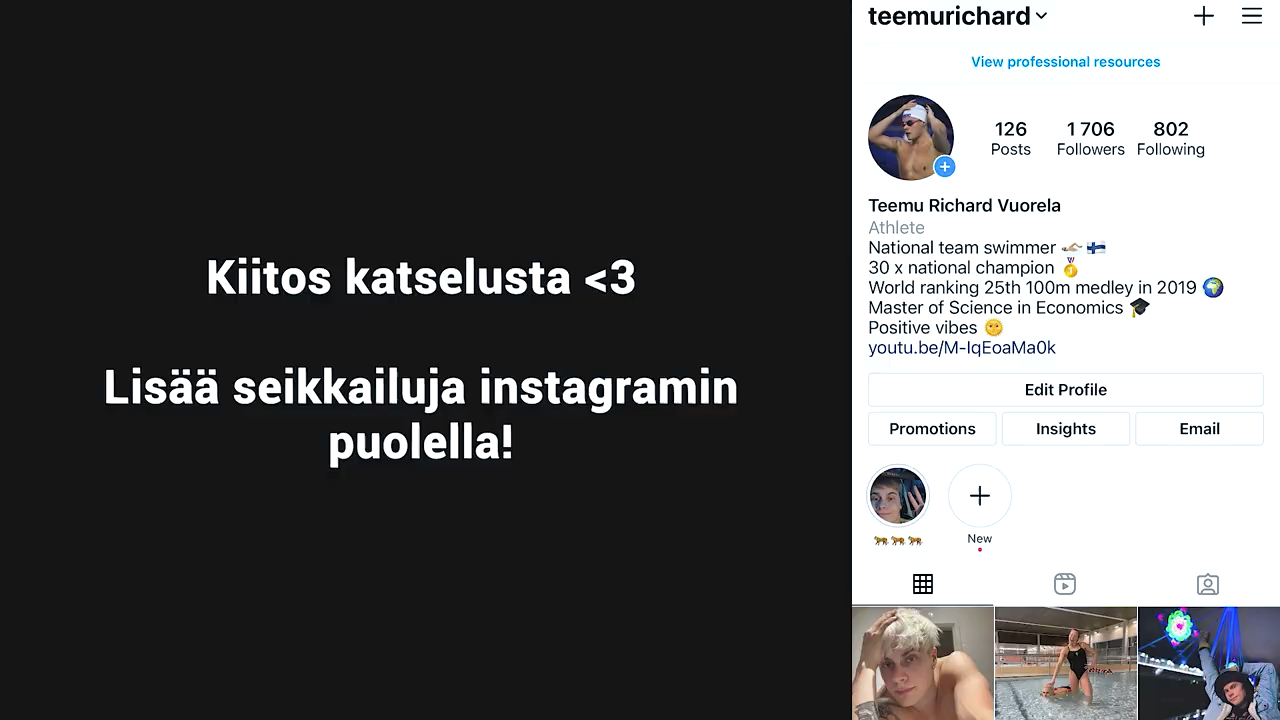 Kiitos katselusta <3
Lisää seikkailuja instagramin
puolella!
teemurichard
View professional resources
126
Posts
1 706
Followers
802
Following
Teemu Richard Vuorela
Athlete
National team swimmer 🏊🏼 🇫🇮
30 x national champion 🏅
World ranking 25th 100m medley in 2019 🌍
Master of Science in Economics 🎓
Positive vibes 🌞
youtu.be/M-IqEoaMa0k
Edit Profile
Promotions
Insights
Email
🐆🐆🐆
New